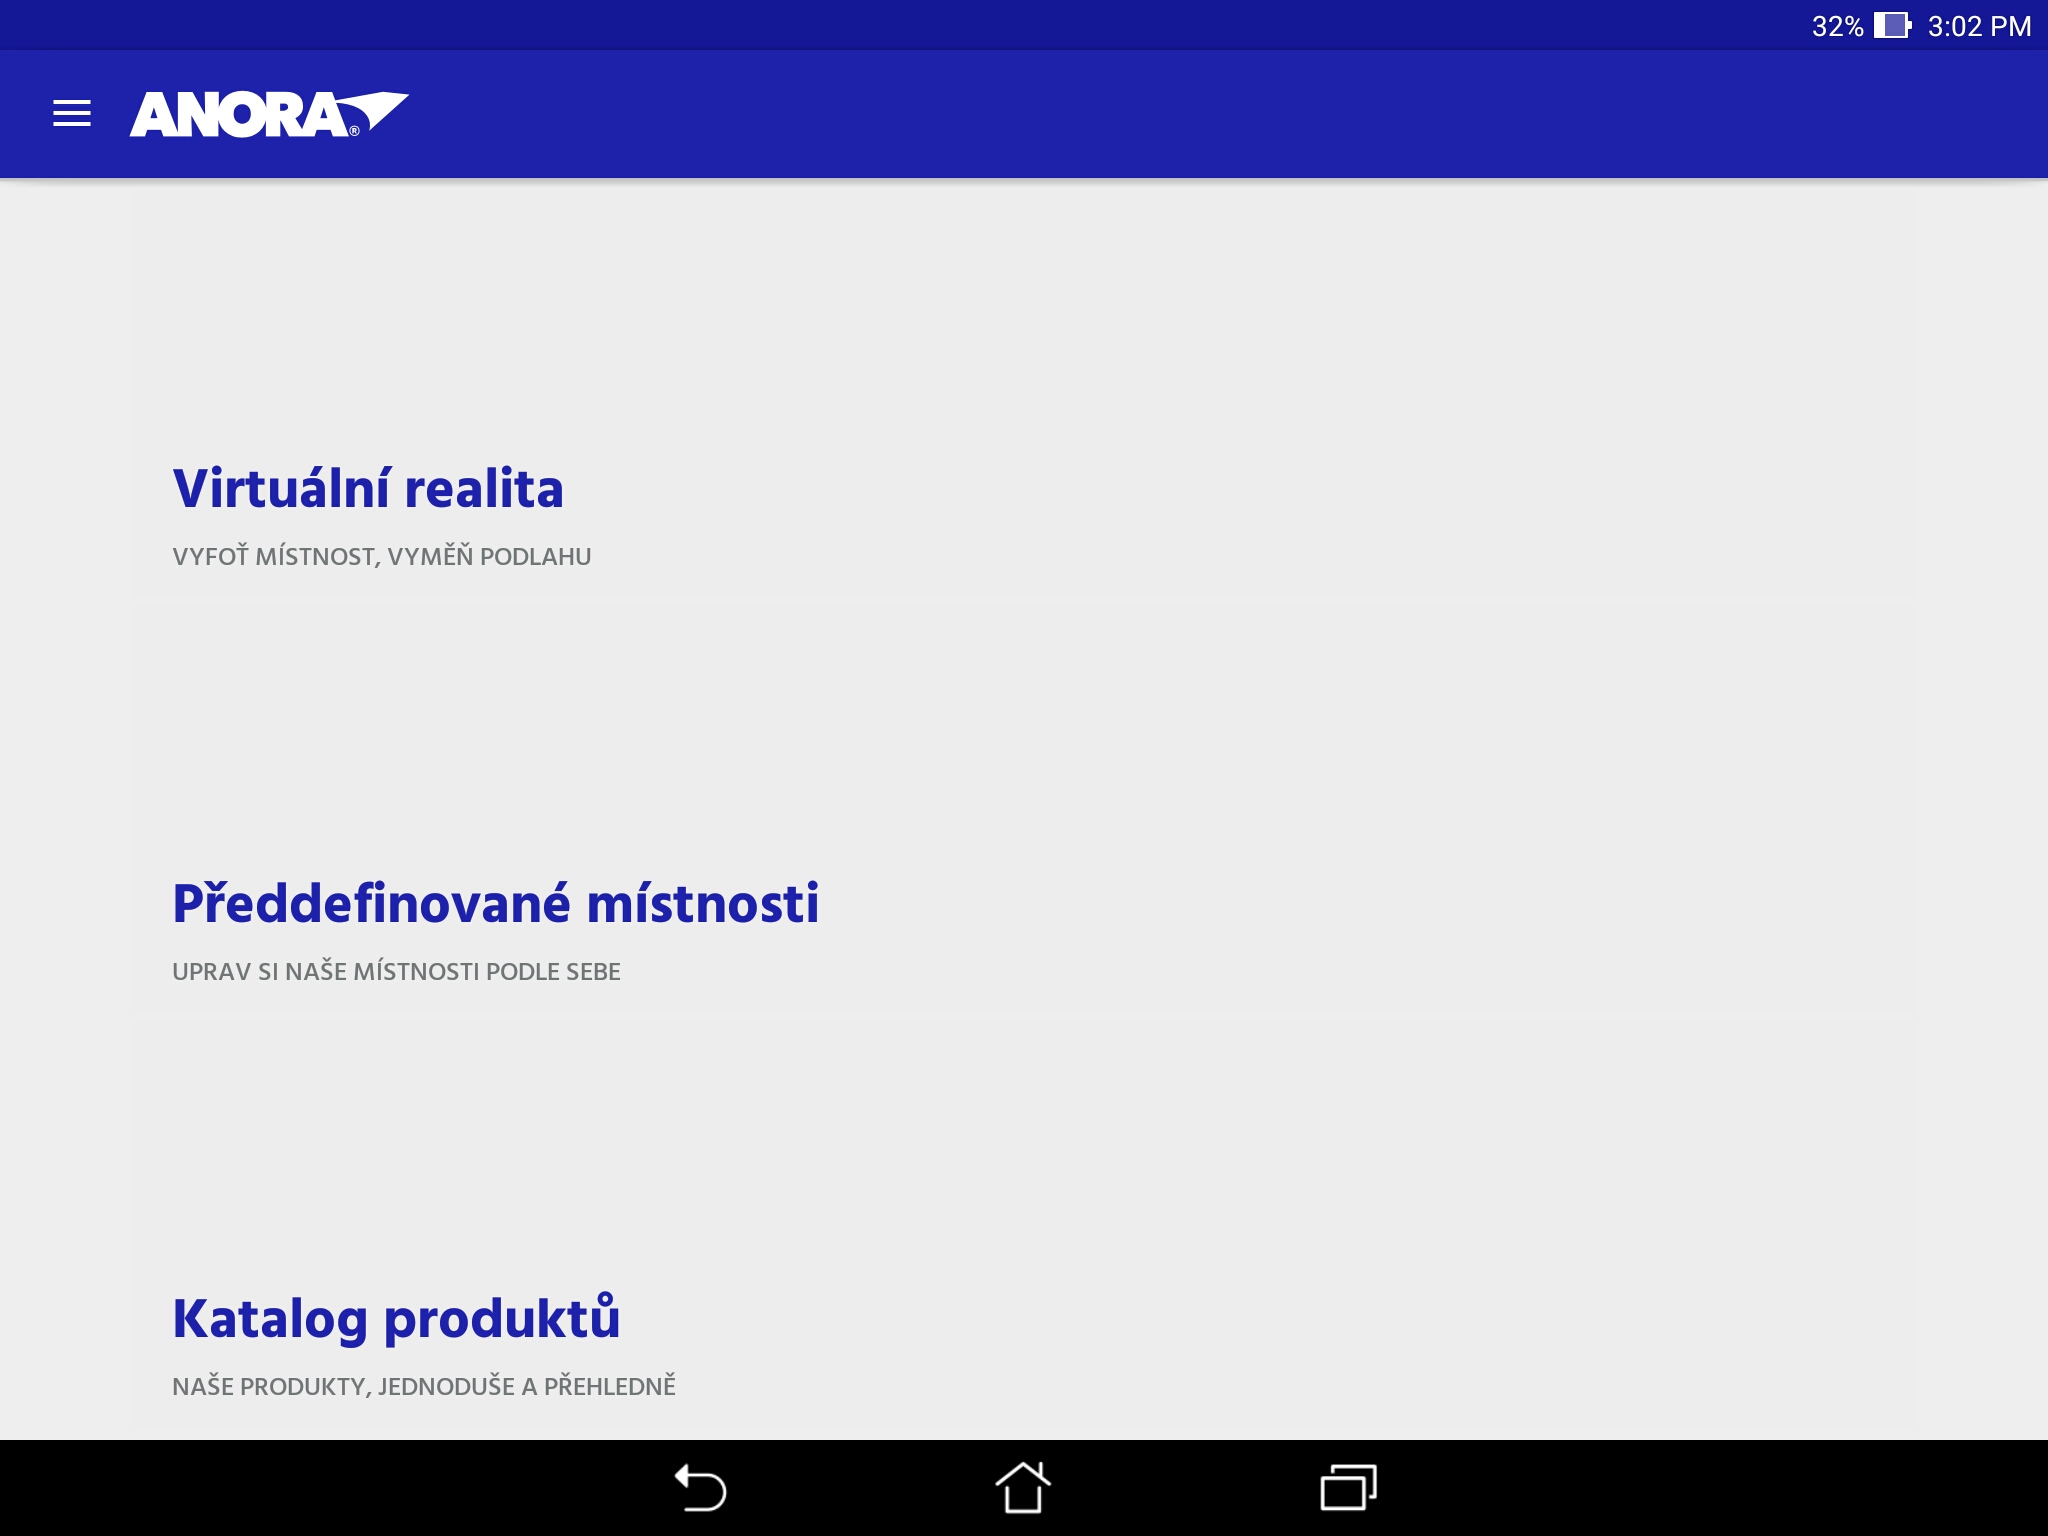 32% 3:02 PM
ANORA®
Virtuální realita
VYFOŤ MÍSTNOST, VYMĚŇ PODLAHU
Předdefinované místnosti
UPRAV SI NAŠE MÍSTNOSTI PODLE SEBE
Katalog produktů
NAŠE PRODUKTY, JEDNODUŠE A PŘEHLEDNĚ